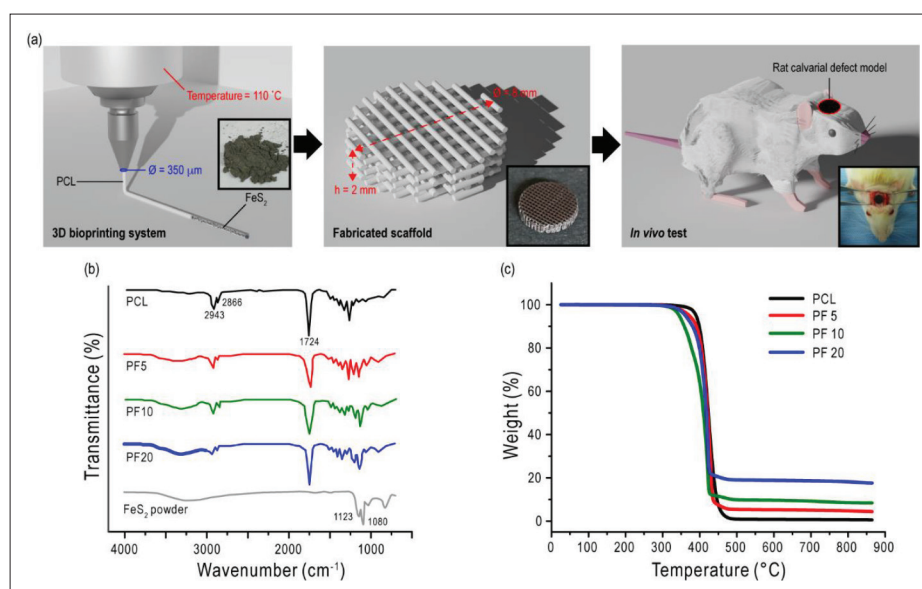 (a)
Temperature = 110 ˚C
Ø = 350 µm
PCL
FeS2
3D bioprinting system
Ø = 8 mm
h = 2 mm
Fabricated scaffold
Rat calvarial defect model
In vivo test
(b)
Transmittance (%)
PCL
2866
2943
1724
PF5
PF10
PF20
FeS2 powder
1123
1080
4000
3000
2000
1000
Wavenumber (cm-1)
(c)
Weight (%)
100
80
60
40
20
0
PCL
PF 5
PF 10
PF 20
0
100
200
300
400
500
600
700
800
900
Temperature (°C)